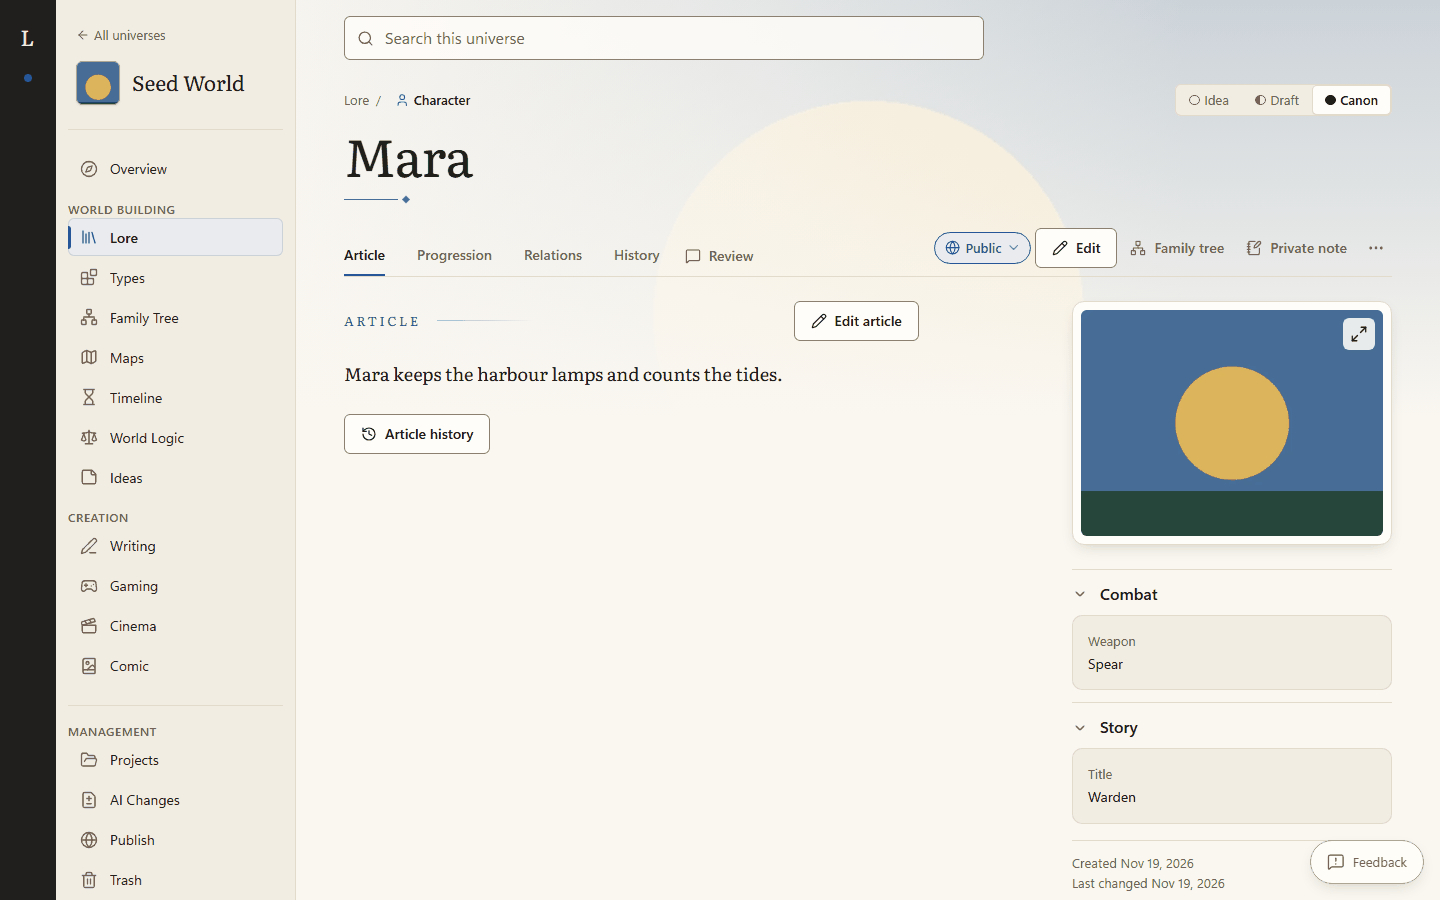 L
All universes
Seed World
Overview
WORLD BUILDING
Lore
Types
Family Tree
Maps
Timeline
World Logic
Ideas
CREATION
Writing
Gaming
Cinema
Comic
MANAGEMENT
Projects
AI Changes
Publish
Trash
Search this universe
Lore / Character
Idea Draft Canon
Mara
Article Progression Relations History Review
Public Edit Family tree Private note
ARTICLE
Edit article
Mara keeps the harbour lamps and counts the tides.
Article history
Combat
Weapon
Spear
Story
Title
Warden
Created Nov 19, 2026
Last changed Nov 19, 2026
Feedback